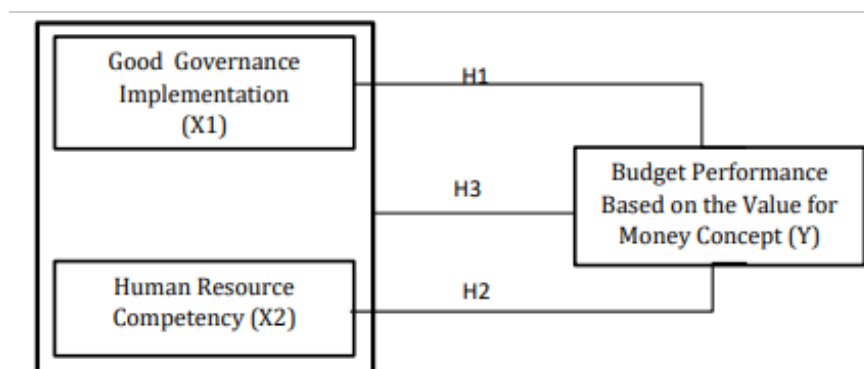 Good Governance
Implementation
(X1)
H1
Budget Performance
Based on the Value for
Money Concept (Y)
H3
Human Resource
Competency (X2)
H2